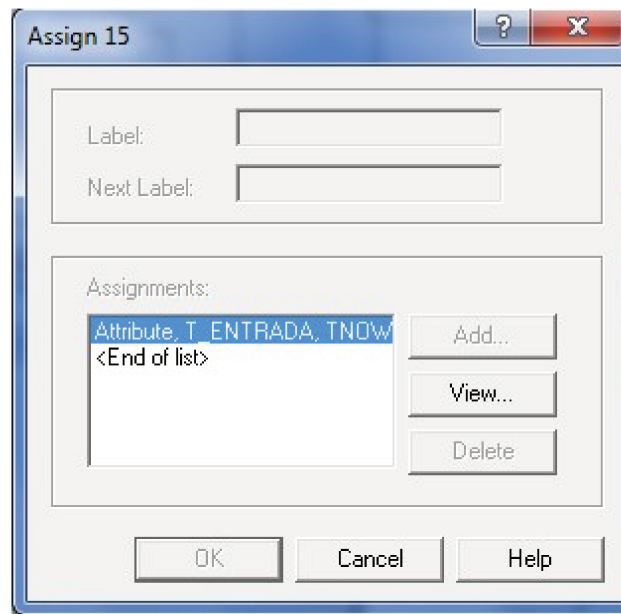 Assign 15
?
X
Label:
Next Label:
Assignments:
Attribute, T_ENTRADA, TNOW
<End of list>
Add...
View...
Delete
OK
Cancel
Help